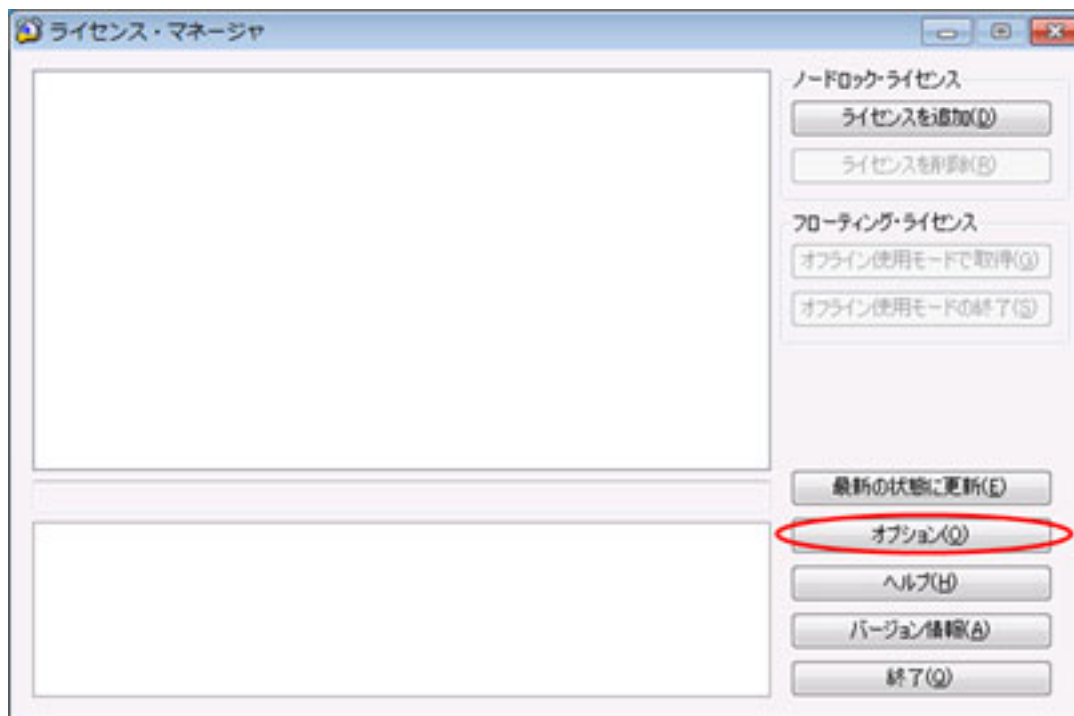 ライセンス・マネージャ
ノードロック・ライセンス
ライセンスを追加(D)
ライセンスを削除(R)
フローティング・ライセンス
オフライン使用モードで取得(G)
オフライン使用モードの終了(S)
最新の状態に更新(E)
オプション(O)
ヘルプ(H)
バージョン情報(A)
終了(Q)